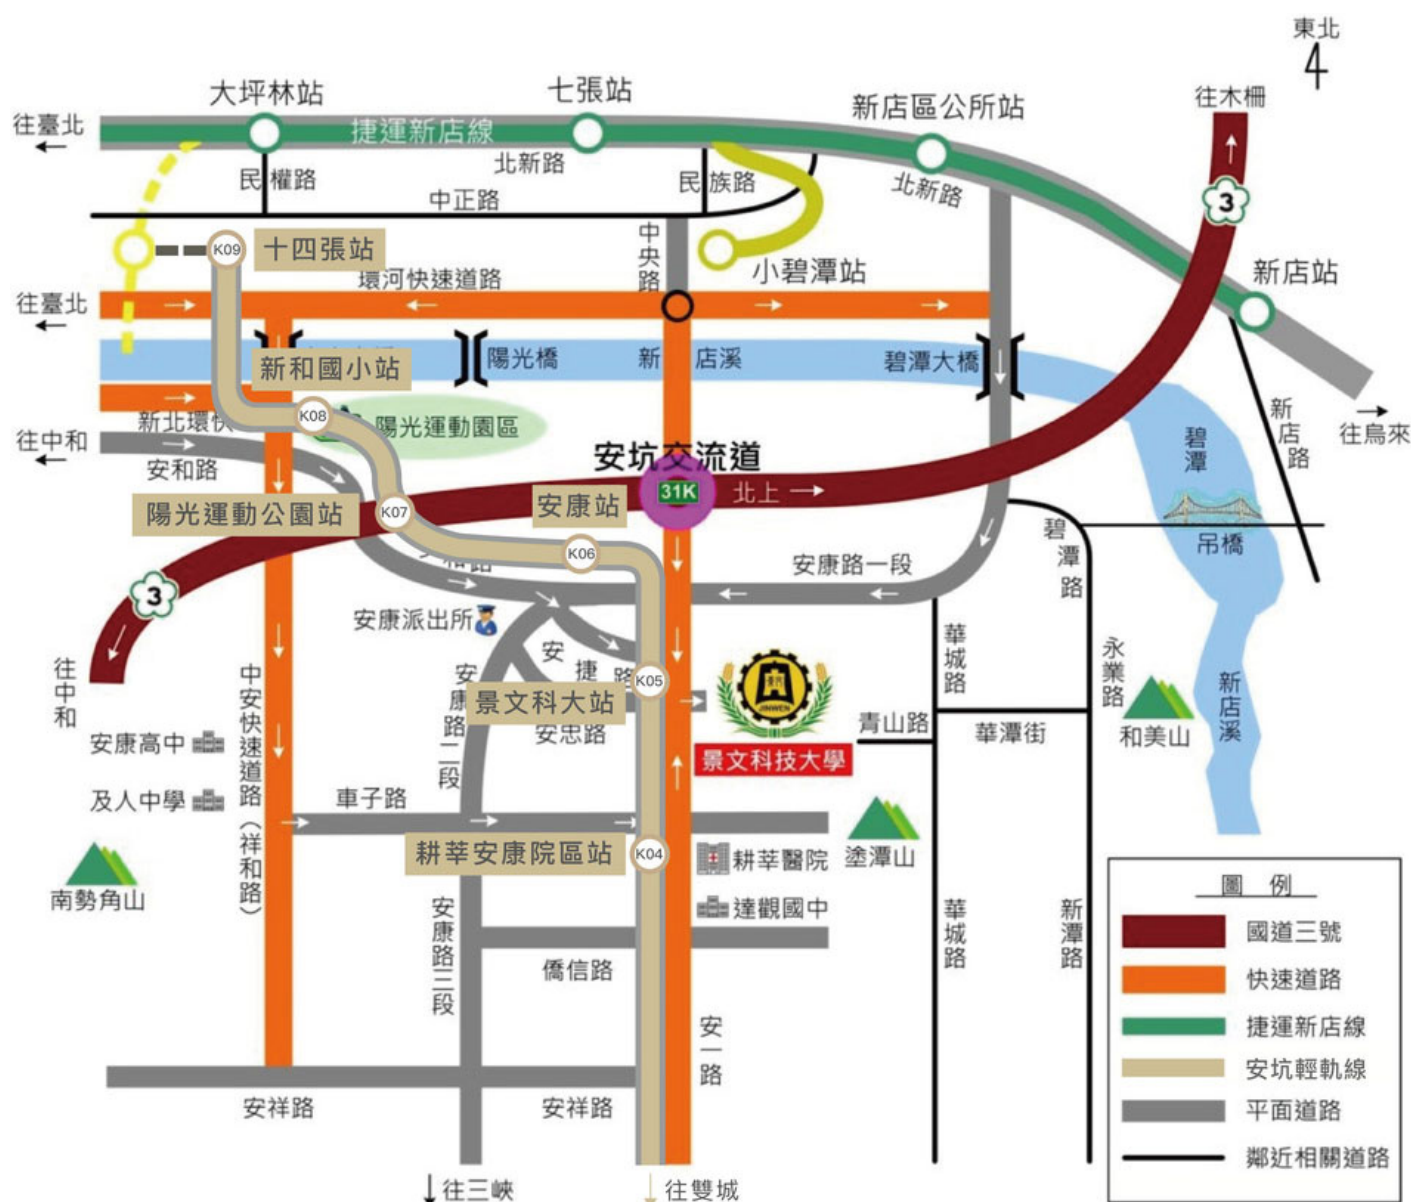 東北
4
往木柵
大坪林站
七張站
新店區公所站
往臺北
捷運新店線
民權路
北新路
民族路
北新路
中正路
3
K09
十四張站
中央路
小碧潭站
新店站
環河快速道路
往臺北
新和國小站
陽光橋
新店溪
碧潭大橋
K08
陽光運動園區
新北環快
往中和
安和路
新店路
往烏來
碧潭
安坑交流道
31K
北上
安康站
陽光運動公園站
K07
K06
吊橋
碧潭路
安康路一段
3
安康派出所
往中和
安捷路
K05
景文科大站
安忠路
安康路二段
JINWEN
景文科技大學
華城路
永業路
青山路
華潭街
和美山
新店溪
中安快速道路(祥和路)
安康高中
及人中學
車子路
耕莘安康院區站
K04
耕莘醫院
塗潭山
南勢角山
達觀國中
安康路三段
僑信路
華城路
新潭路
安一路
安祥路
安祥路
往三峽
往雙城
圖 例
國道三號
快速道路
捷運新店線
安坑輕軌線
平面道路
鄰近相關道路